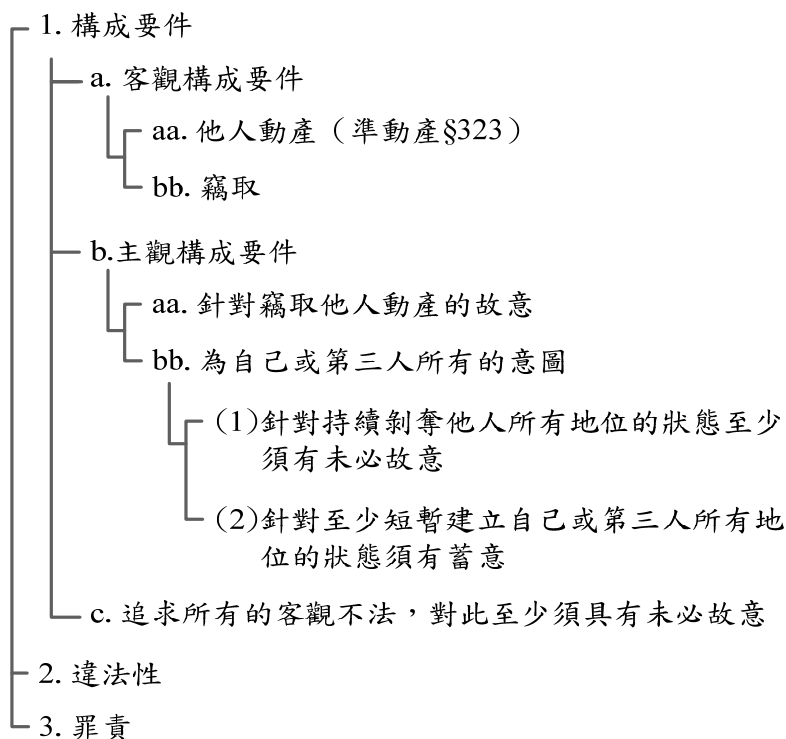 1. 構成要件
a. 客觀構成要件
aa. 他人動產（準動產§323）
bb. 竊取
b.主觀構成要件
aa. 針對竊取他人動產的故意
bb. 為自己或第三人所有的意圖
(1)針對持續剝奪他人所有地位的狀態至少
須有未必故意
(2)針對至少短暫建立自己或第三人所有地
位的狀態須有蓄意
c. 追求所有的客觀不法，對此至少須具有未必故意
2. 違法性
3. 罪責